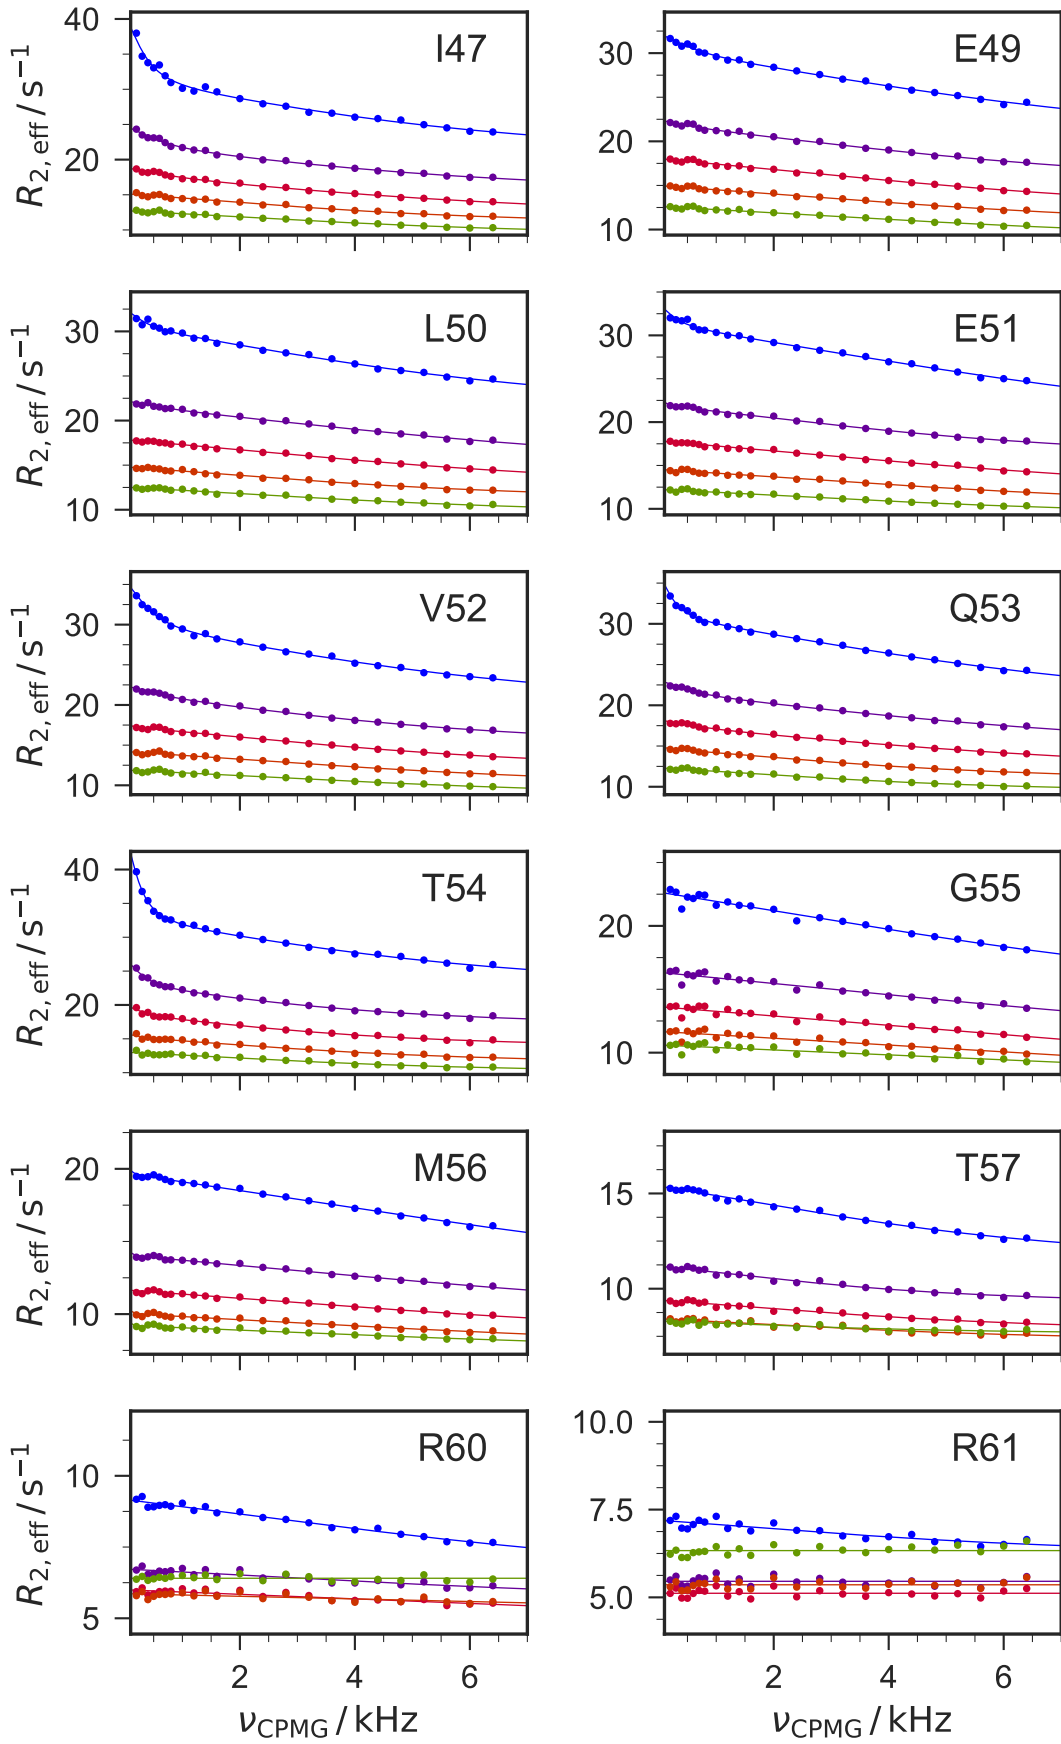 40
20
R2, eff / s−1
I47
30
20
10
E49
30
20
10
R2, eff / s−1
L50
30
20
10
E51
30
20
10
R2, eff / s−1
V52
30
20
10
Q53
40
20
R2, eff / s−1
T54
20
10
G55
20
10
R2, eff / s−1
M56
15
10
T57
10
5
R2, eff / s−1
R60
2 4 6
νCPMG / kHz
10.0
7.5
5.0
R61
2 4 6
νCPMG / kHz